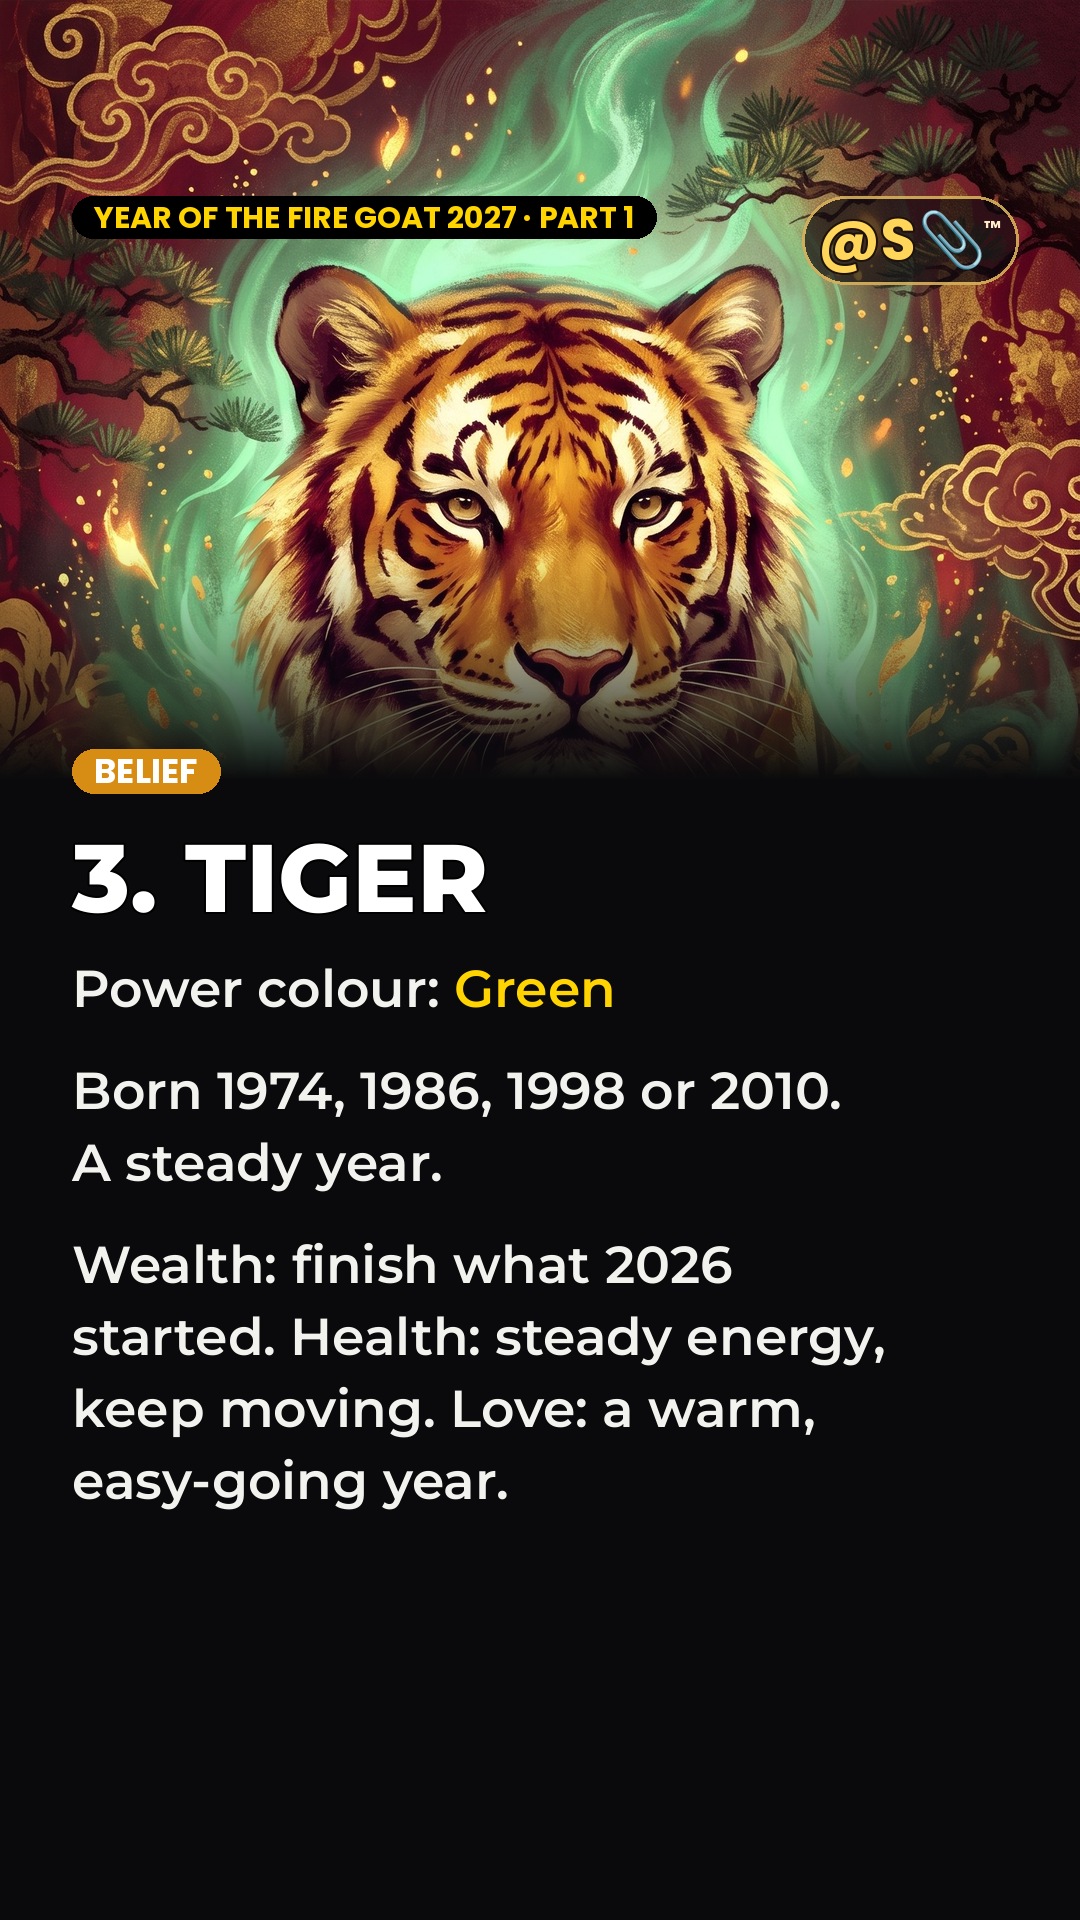 YEAR OF THE FIRE GOAT 2027 · PART 1
@S📎™
BELIEF
3. TIGER
Power colour: Green
Born 1974, 1986, 1998 or 2010.
A steady year.
Wealth: finish what 2026
started. Health: steady energy,
keep moving. Love: a warm,
easy-going year.